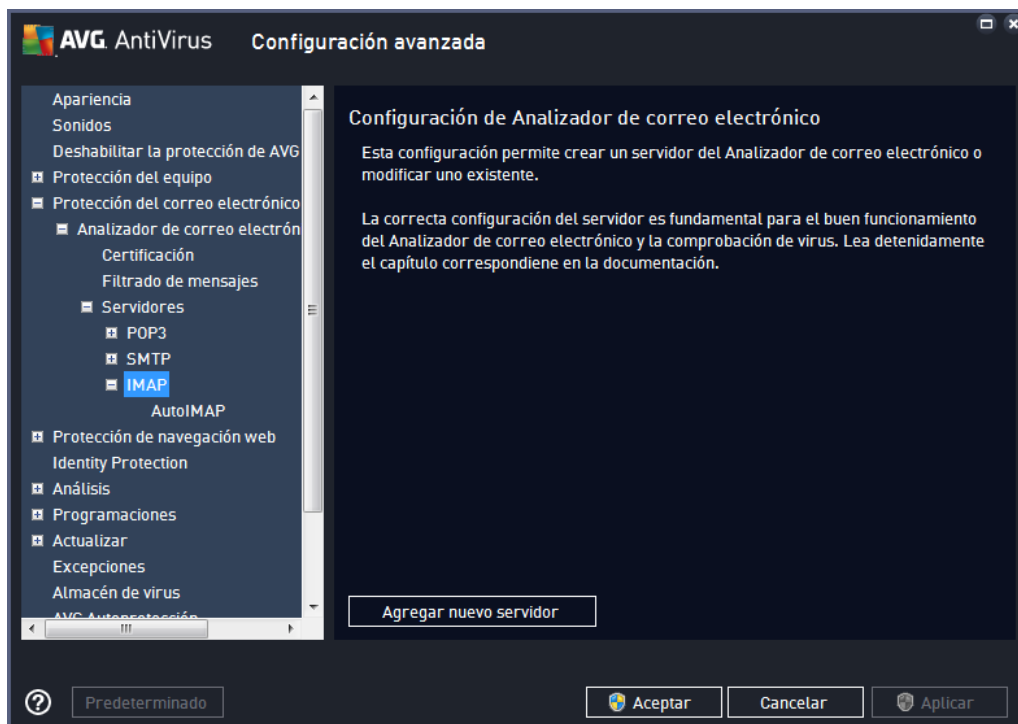 AVG. AntiVirus Configuración avanzada
Apariencia
Sonidos
Deshabilitar la protección de AVG
Protección del equipo
Protección del correo electrónico
Analizador de correo electrón
Certificación
Filtrado de mensajes
Servidores
POP3
SMTP
IMAP
AutoIMAP
Protección de navegación web
Identity Protection
Análisis
Programaciones
Actualizar
Excepciones
Almacén de virus
AVG Autoprotección
Configuración de Analizador de correo electrónico
Esta configuración permite crear un servidor del Analizador de correo electrónico o
modificar uno existente.
La correcta configuración del servidor es fundamental para el buen funcionamiento
del Analizador de correo electrónico y la comprobación de virus. Lea detenidamente
el capítulo correspondiene en la documentación.
Agregar nuevo servidor
Predeterminado
Aceptar
Cancelar
Aplicar